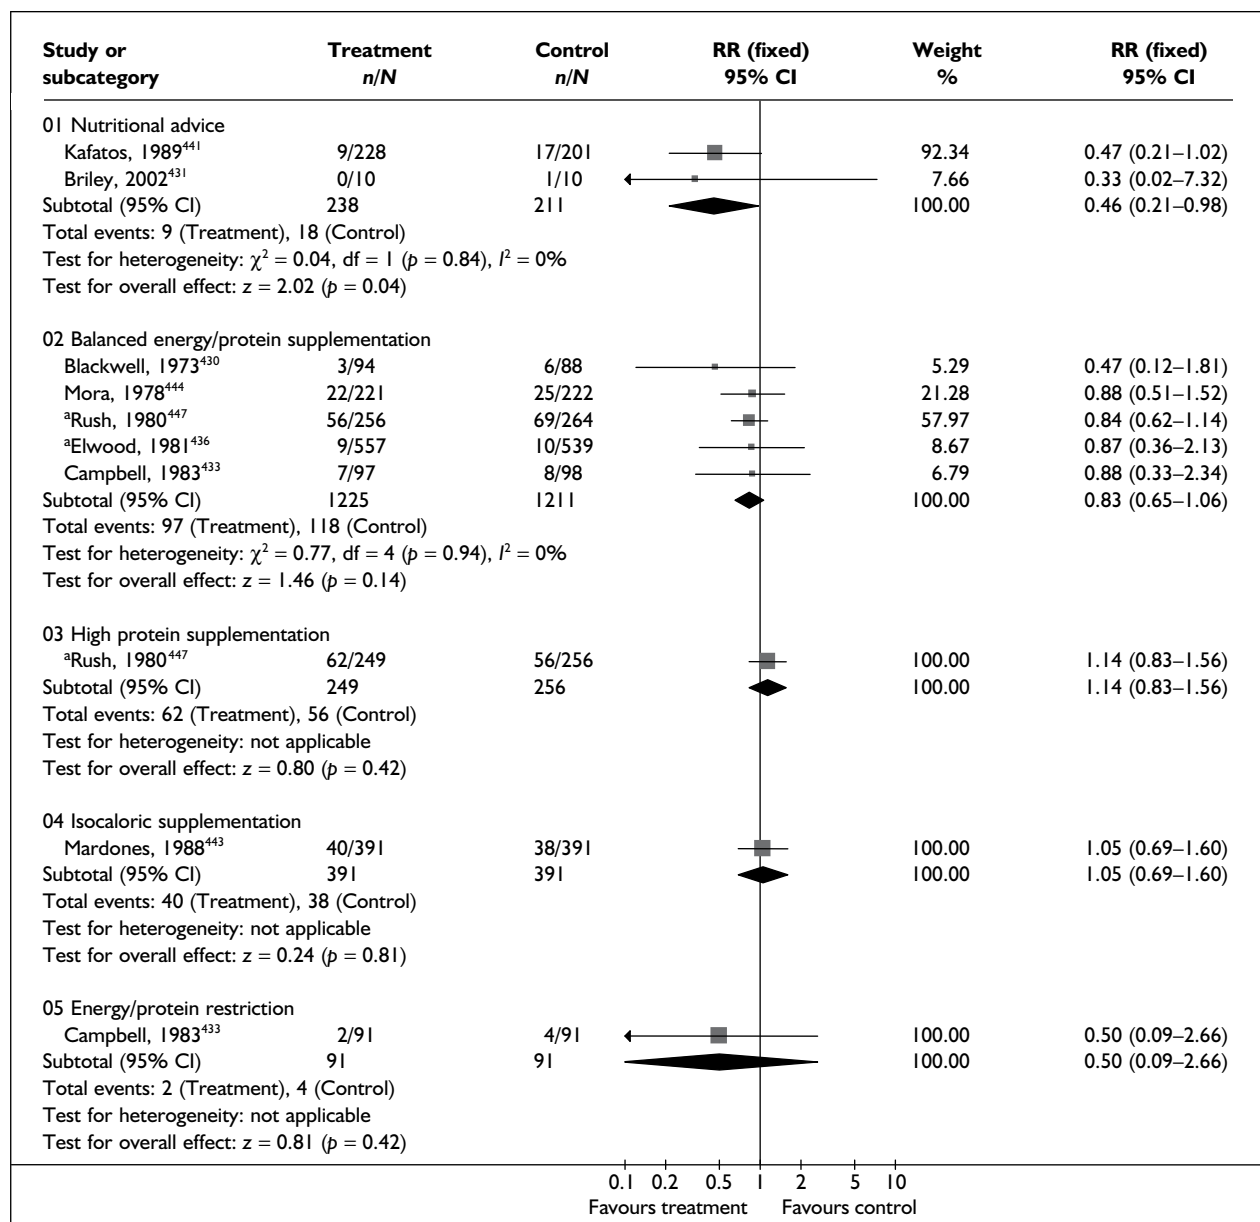 Study or Treatment Control RR (fixed) Weight RR (fixed)
subcategory n/N n/N 95% CI % 95% CI
01 Nutritional advice
Kafatos, 1989441 9/228 17/201 92.34 0.47 (0.21–1.02)
Briley, 2002431 0/10 1/10 7.66 0.33 (0.02–7.32)
Subtotal (95% CI) 238 211 100.00 0.46 (0.21–0.98)
Total events: 9 (Treatment), 18 (Control)
Test for heterogeneity: χ2 = 0.04, df = 1 (p = 0.84), I2 = 0%
Test for overall effect: z = 2.02 (p = 0.04)
02 Balanced energy/protein supplementation
Blackwell, 1973430 3/94 6/88 5.29 0.47 (0.12–1.81)
Mora, 1978444 22/221 25/222 21.28 0.88 (0.51–1.52)
aRush, 1980447 56/256 69/264 57.97 0.84 (0.62–1.14)
aElwood, 1981436 9/557 10/539 8.67 0.87 (0.36–2.13)
Campbell, 1983433 7/97 8/98 6.79 0.88 (0.33–2.34)
Subtotal (95% CI) 1225 1211 100.00 0.83 (0.65–1.06)
Total events: 97 (Treatment), 118 (Control)
Test for heterogeneity: χ2 = 0.77, df = 4 (p = 0.94), I2 = 0%
Test for overall effect: z = 1.46 (p = 0.14)
03 High protein supplementation
aRush, 1980447 62/249 56/256 100.00 1.14 (0.83–1.56)
Subtotal (95% CI) 249 256 100.00 1.14 (0.83–1.56)
Total events: 62 (Treatment), 56 (Control)
Test for heterogeneity: not applicable
Test for overall effect: z = 0.80 (p = 0.42)
04 Isocaloric supplementation
Mardones, 1988443 40/391 38/391 100.00 1.05 (0.69–1.60)
Subtotal (95% CI) 391 391 100.00 1.05 (0.69–1.60)
Total events: 40 (Treatment), 38 (Control)
Test for heterogeneity: not applicable
Test for overall effect: z = 0.24 (p = 0.81)
05 Energy/protein restriction
Campbell, 1983433 2/91 4/91 100.00 0.50 (0.09–2.66)
Subtotal (95% CI) 91 91 100.00 0.50 (0.09–2.66)
Total events: 2 (Treatment), 4 (Control)
Test for heterogeneity: not applicable
Test for overall effect: z = 0.81 (p = 0.42)
0.1 0.2 0.5 1 2 5 10
Favours treatment Favours control